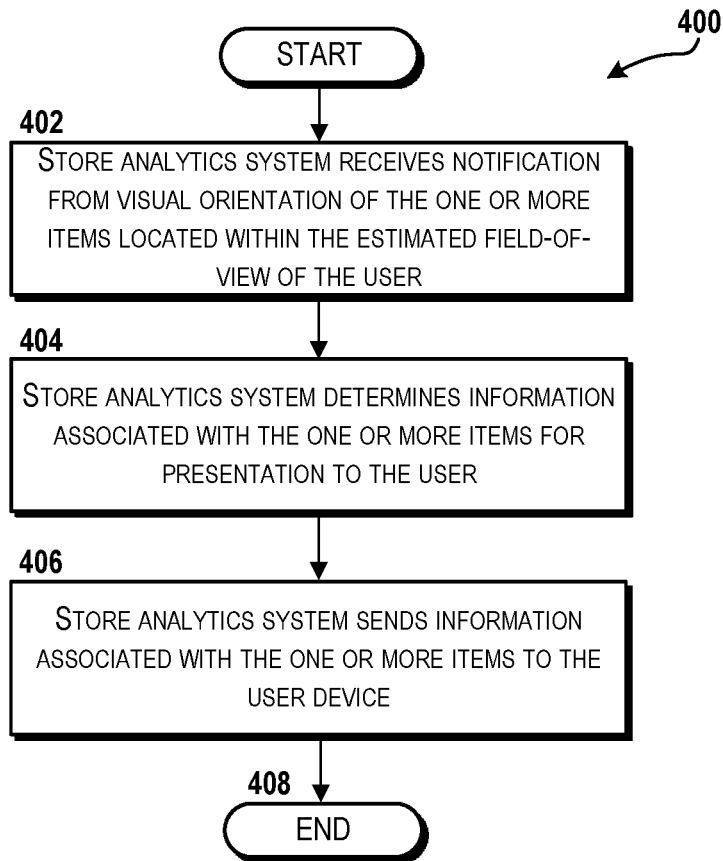 400
START
402
STORE ANALYTICS SYSTEM RECEIVES NOTIFICATION
FROM VISUAL ORIENTATION OF THE ONE OR MORE
ITEMS LOCATED WITHIN THE ESTIMATED FIELD-OF-
VIEW OF THE USER
404
STORE ANALYTICS SYSTEM DETERMINES INFORMATION
ASSOCIATED WITH THE ONE OR MORE ITEMS FOR
PRESENTATION TO THE USER
406
STORE ANALYTICS SYSTEM SENDS INFORMATION
ASSOCIATED WITH THE ONE OR MORE ITEMS TO THE
USER DEVICE
408
END